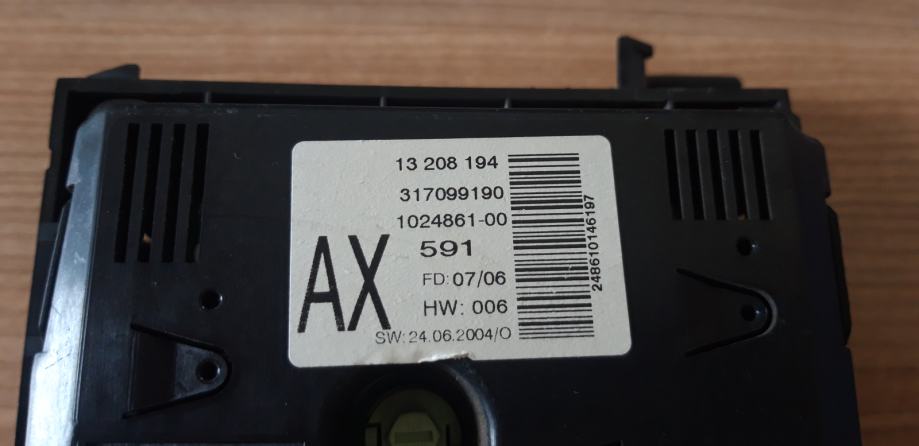 13 208 194
317099190
1024861-00
591
AX
FD: 07/06
HW: 006
SW: 24.06.2004/O
248610146197